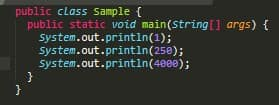 public class Sample {
  public static void main(String[] args) {
    System.out.println(1);
    System.out.println(250);
    System.out.println(4000);
  }
}